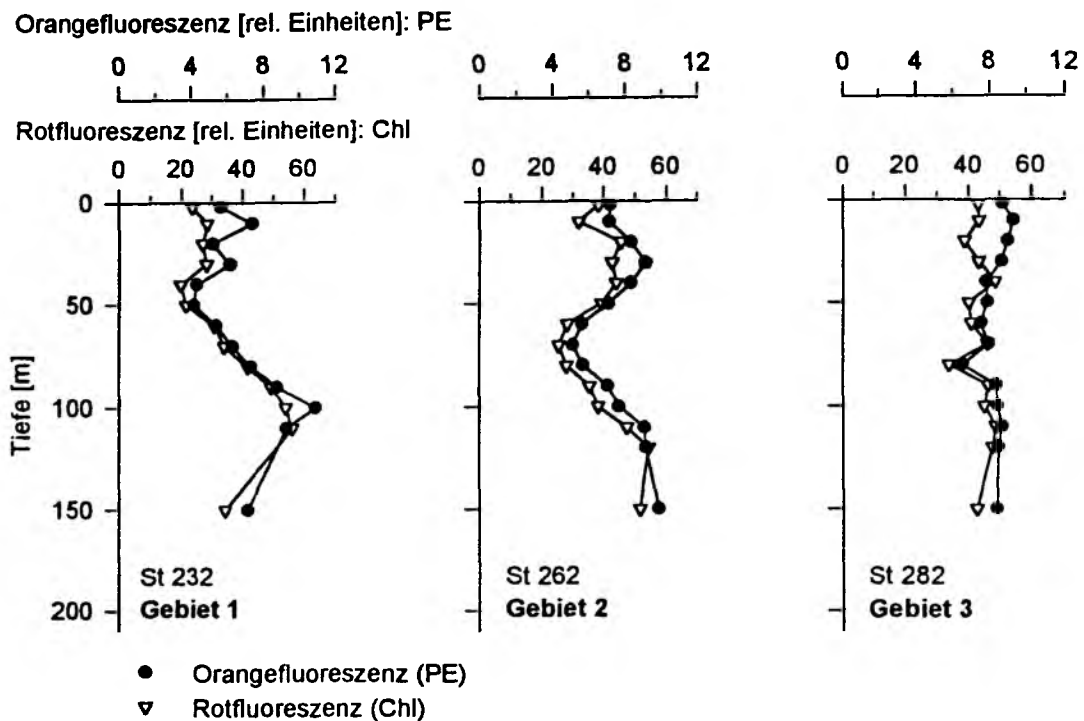 Orangefluoreszenz [rel. Einheiten]: PE
0 4 8 12 0 4 8 12 0 4 8 12
Rotfluoreszenz [rel. Einheiten]: Chl
0 20 40 60 0 20 40 60 0 20 40 60
0
50
100
150
200
Tiefe [m]
St 232 St 262 St 282
Gebiet 1 Gebiet 2 Gebiet 3
Orangefluoreszenz (PE)
Rotfluoreszenz (Chl)